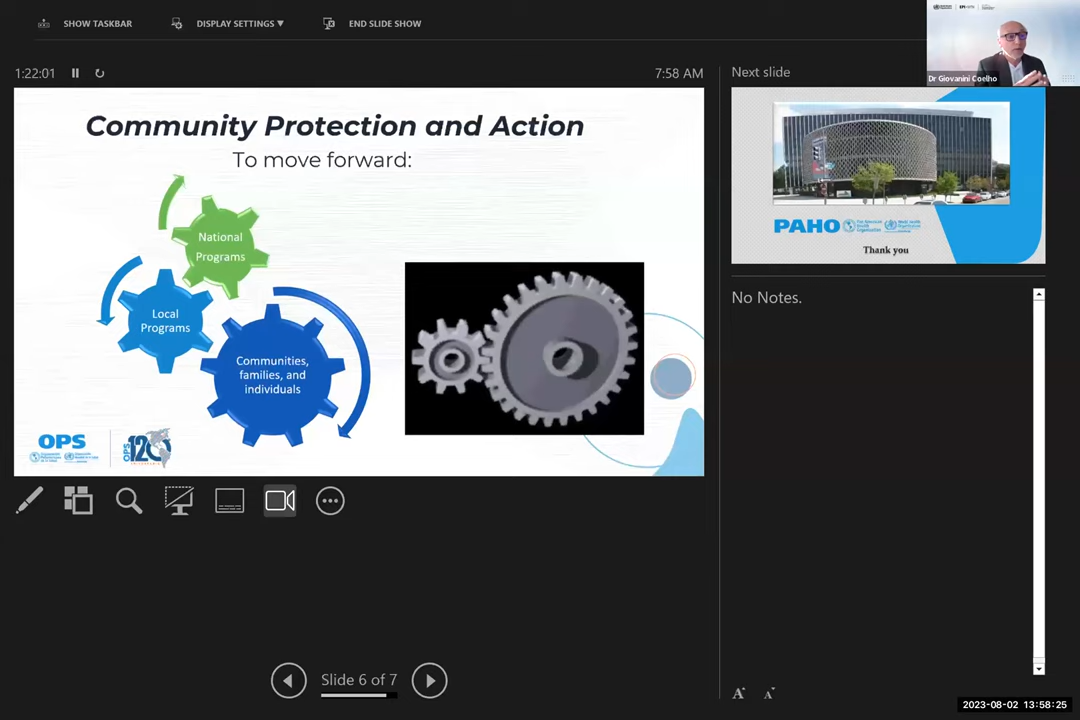 SHOW TASKBAR
DISPLAY SETTINGS ▼
END SLIDE SHOW
1:22:01
7:58 AM
Next slide
Dr Giovanini Coelho
Community Protection and Action
To move forward:
National
Programs
Local
Programs
Communities,
families, and
individuals
OPS
OPS 120
PAHO
Thank you
No Notes.
Slide 6 of 7
A
A
2023-08-02 13:58:25